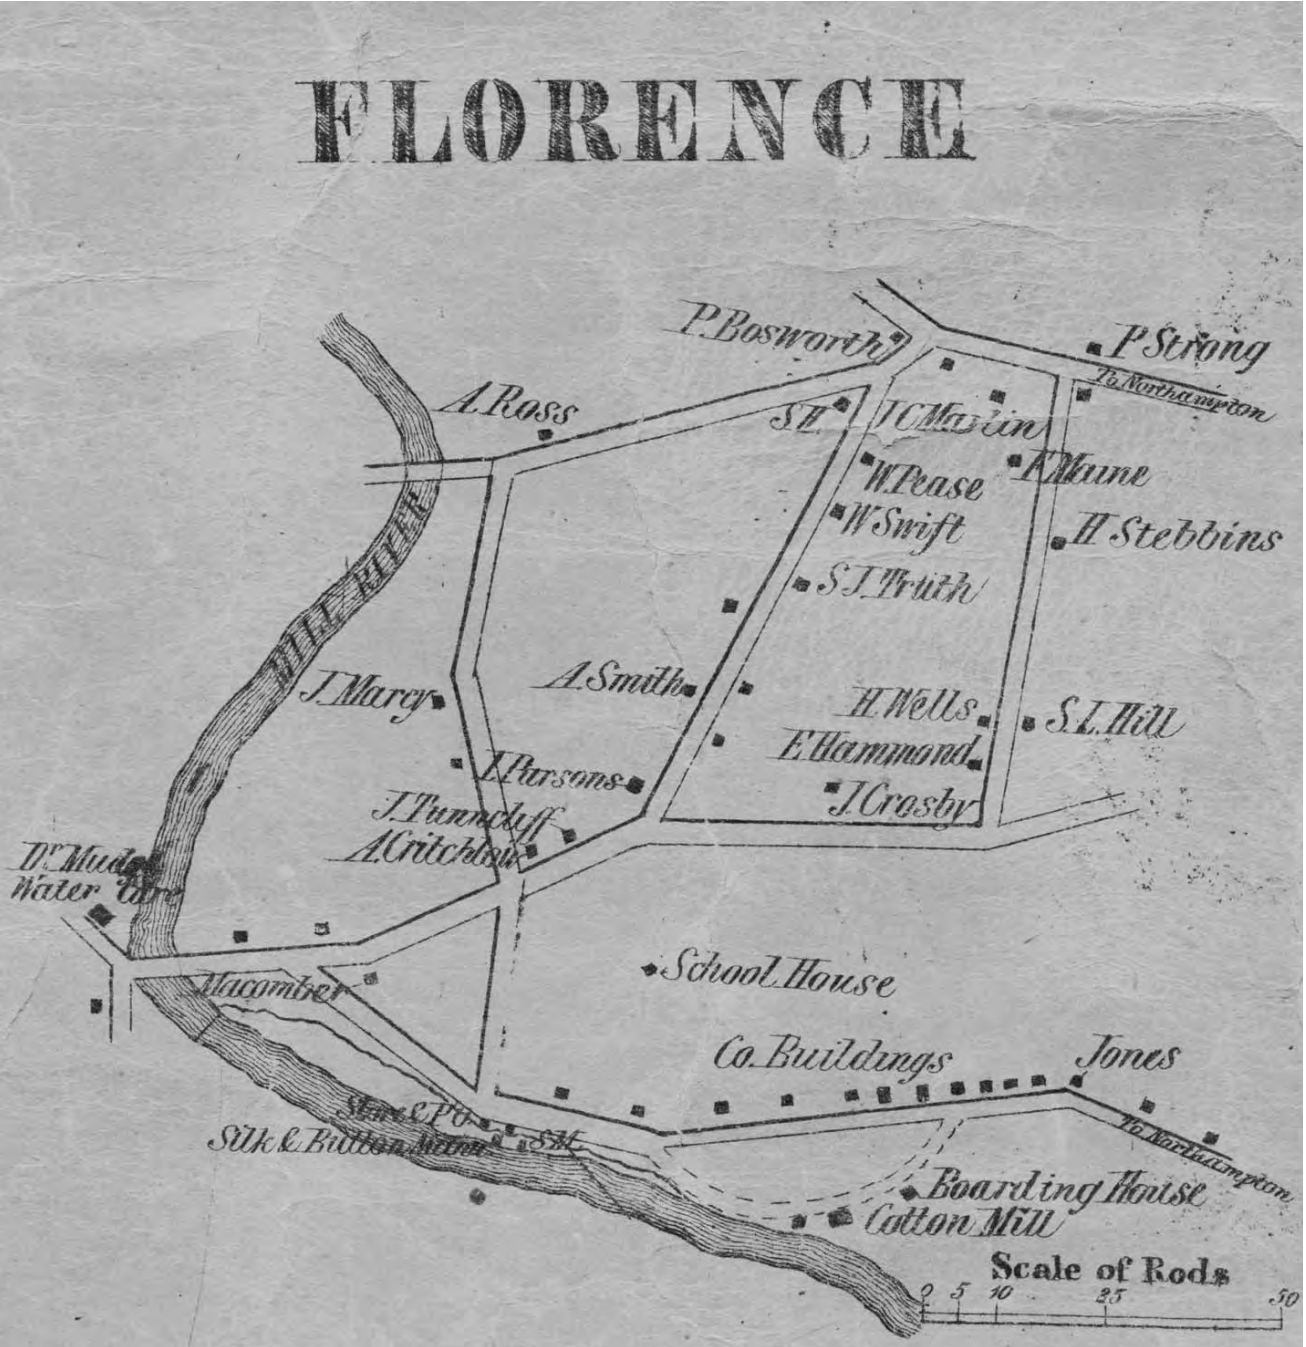 FLORENCE
P. Bosworth
P Strong
To Northampton
A. Ross
S H
J C Martin
W. Pease
F. Maune
W Swift
H Stebbins
MILL RIVER
S J. Truth
A. Smith
J. Marcy
H. Wells
S. L. Hill
E Hammond
I. Parsons
J. Crosby
J. Tunncliff
A. Critchlow
Dr. Mudge
Water Cure
School House
Macomber
Co. Buildings
Jones
Store & P O
S M.
Silk & Button
To Northampton
Boarding House
Cotton Mill
Scale of Rods
0 5 10 25 50